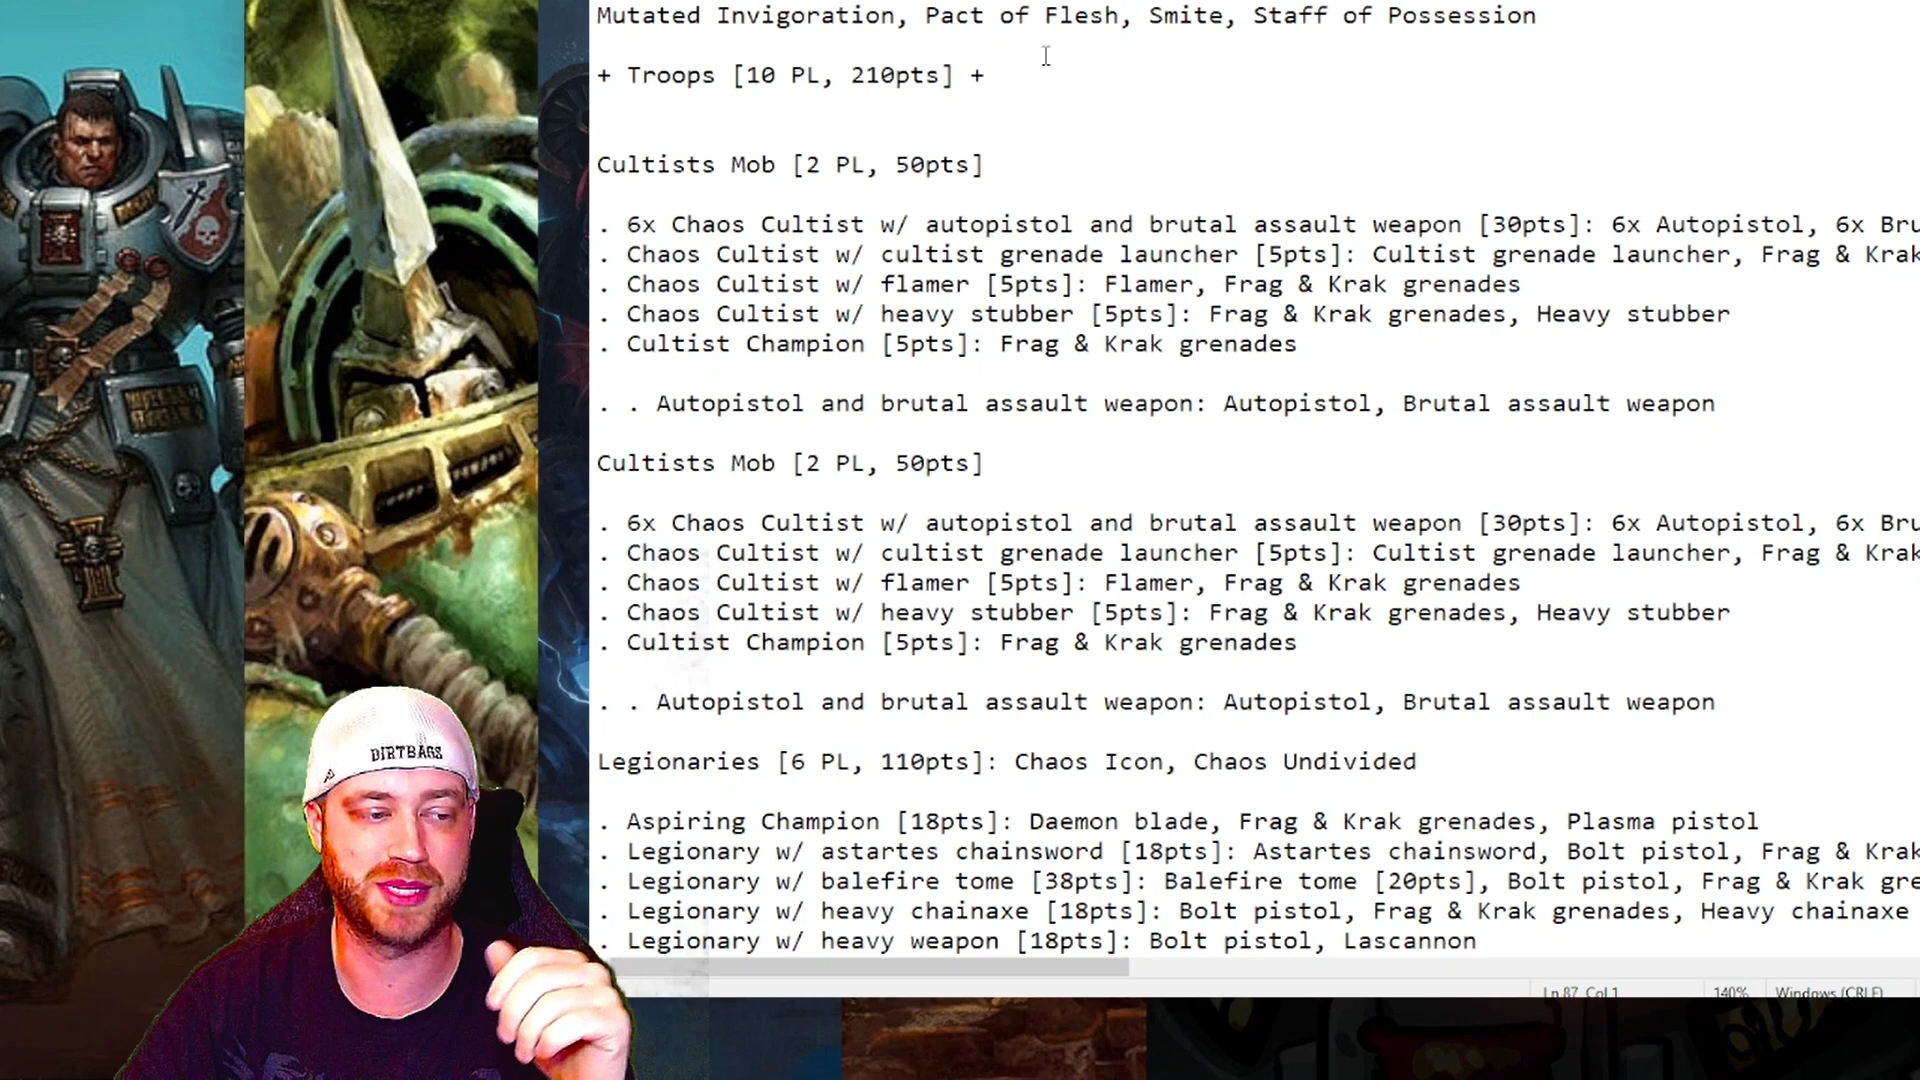 Mutated Invigoration, Pact of Flesh, Smite, Staff of Possession
+ Troops [10 PL, 210pts] +
Cultists Mob [2 PL, 50pts]
. 6x Chaos Cultist w/ autopistol and brutal assault weapon [30pts]: 6x Autopistol, 6x Bru
. Chaos Cultist w/ cultist grenade launcher [5pts]: Cultist grenade launcher, Frag & Krak
. Chaos Cultist w/ flamer [5pts]: Flamer, Frag & Krak grenades
. Chaos Cultist w/ heavy stubber [5pts]: Frag & Krak grenades, Heavy stubber
. Cultist Champion [5pts]: Frag & Krak grenades
. . Autopistol and brutal assault weapon: Autopistol, Brutal assault weapon
Cultists Mob [2 PL, 50pts]
. 6x Chaos Cultist w/ autopistol and brutal assault weapon [30pts]: 6x Autopistol, 6x Bru
. Chaos Cultist w/ cultist grenade launcher [5pts]: Cultist grenade launcher, Frag & Krak
. Chaos Cultist w/ flamer [5pts]: Flamer, Frag & Krak grenades
. Chaos Cultist w/ heavy stubber [5pts]: Frag & Krak grenades, Heavy stubber
. Cultist Champion [5pts]: Frag & Krak grenades
. . Autopistol and brutal assault weapon: Autopistol, Brutal assault weapon
Legionaries [6 PL, 110pts]: Chaos Icon, Chaos Undivided
. Aspiring Champion [18pts]: Daemon blade, Frag & Krak grenades, Plasma pistol
. Legionary w/ astartes chainsword [18pts]: Astartes chainsword, Bolt pistol, Frag & Krak
. Legionary w/ balefire tome [38pts]: Balefire tome [20pts], Bolt pistol, Frag & Krak gre
. Legionary w/ heavy chainaxe [18pts]: Bolt pistol, Frag & Krak grenades, Heavy chainaxe
. Legionary w/ heavy weapon [18pts]: Bolt pistol, Lascannon
Ln 87, Col 1
140%
Windows (CRLF)
DIRTBAGS